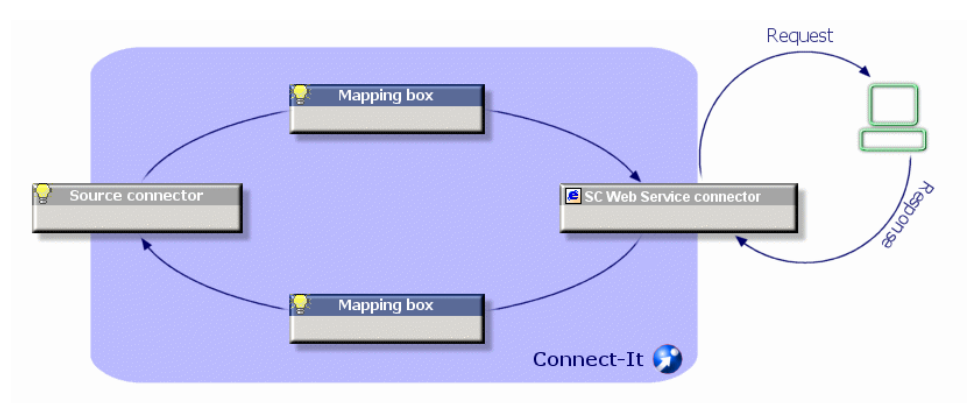 Request
Mapping box
Source connector
SC Web Service connector
Response
Mapping box
Connect-It